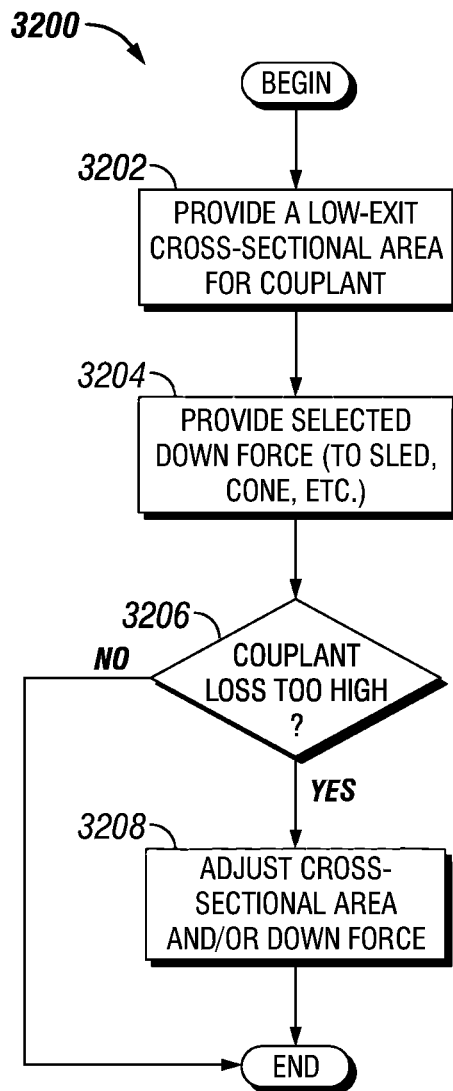 3200
BEGIN
3202
PROVIDE A LOW-EXIT
CROSS-SECTIONAL AREA
FOR COUPLANT
3204
PROVIDE SELECTED
DOWN FORCE (TO SLED,
CONE, ETC.)
3206
NO
COUPLANT
LOSS TOO HIGH
?
YES
3208
ADJUST CROSS-
SECTIONAL AREA
AND/OR DOWN FORCE
END